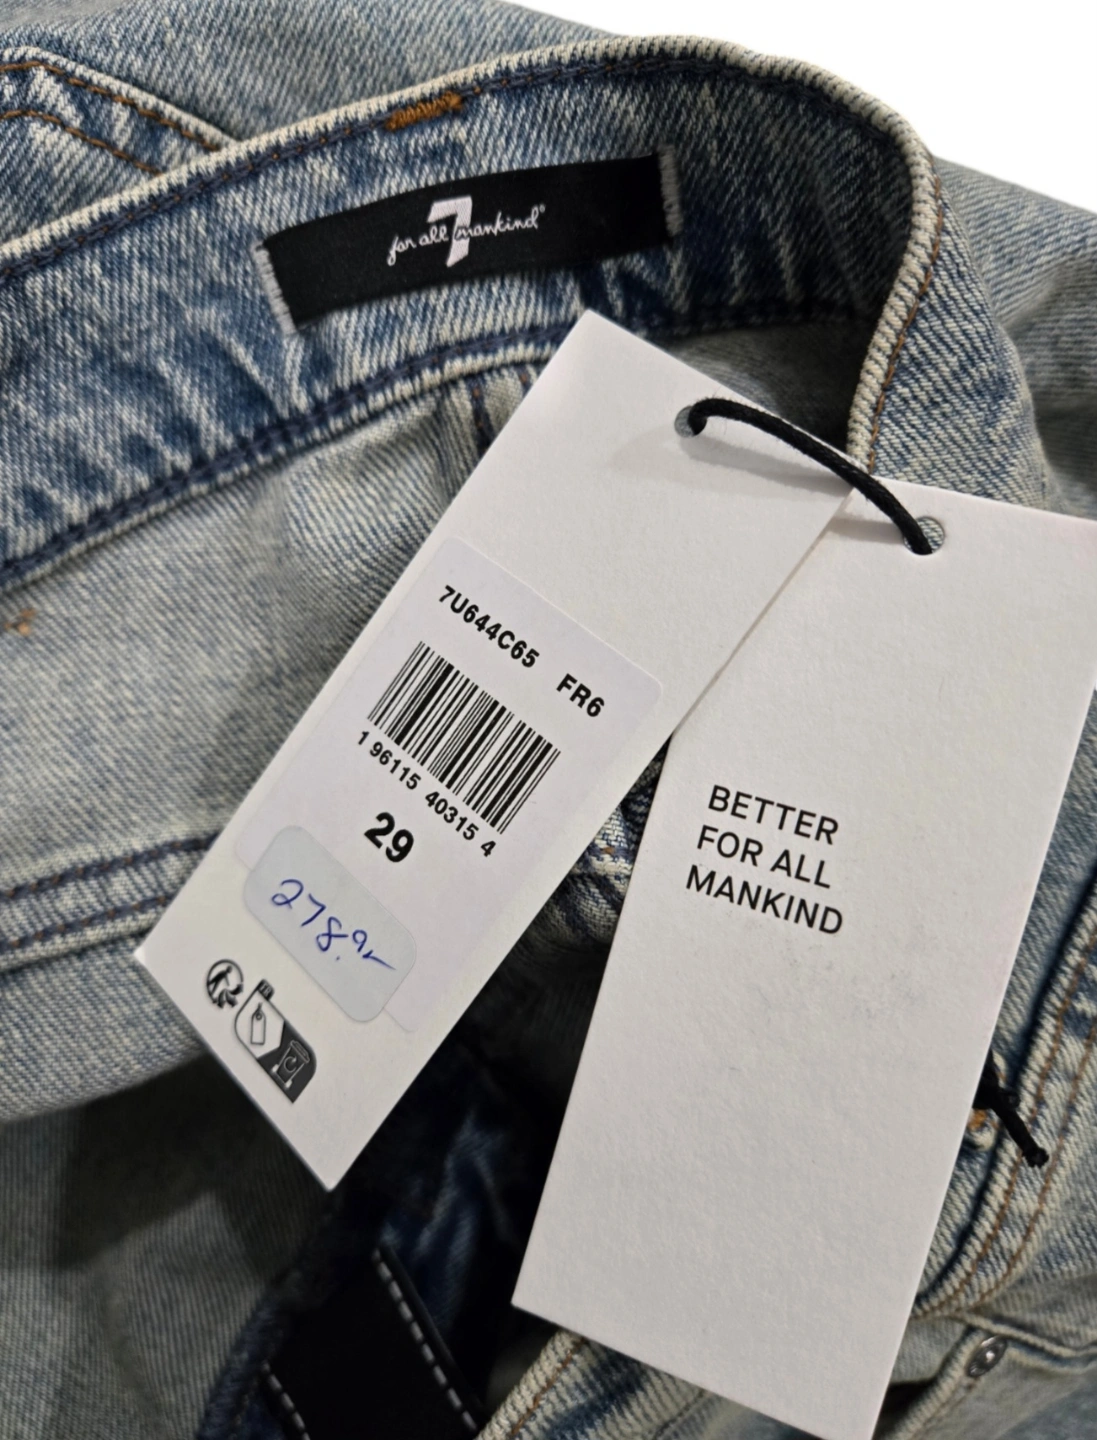 for all 7 mankind®
7U644C65 FR6
1 96115 40315 4
29
278.9-
BETTER
FOR ALL
MANKIND